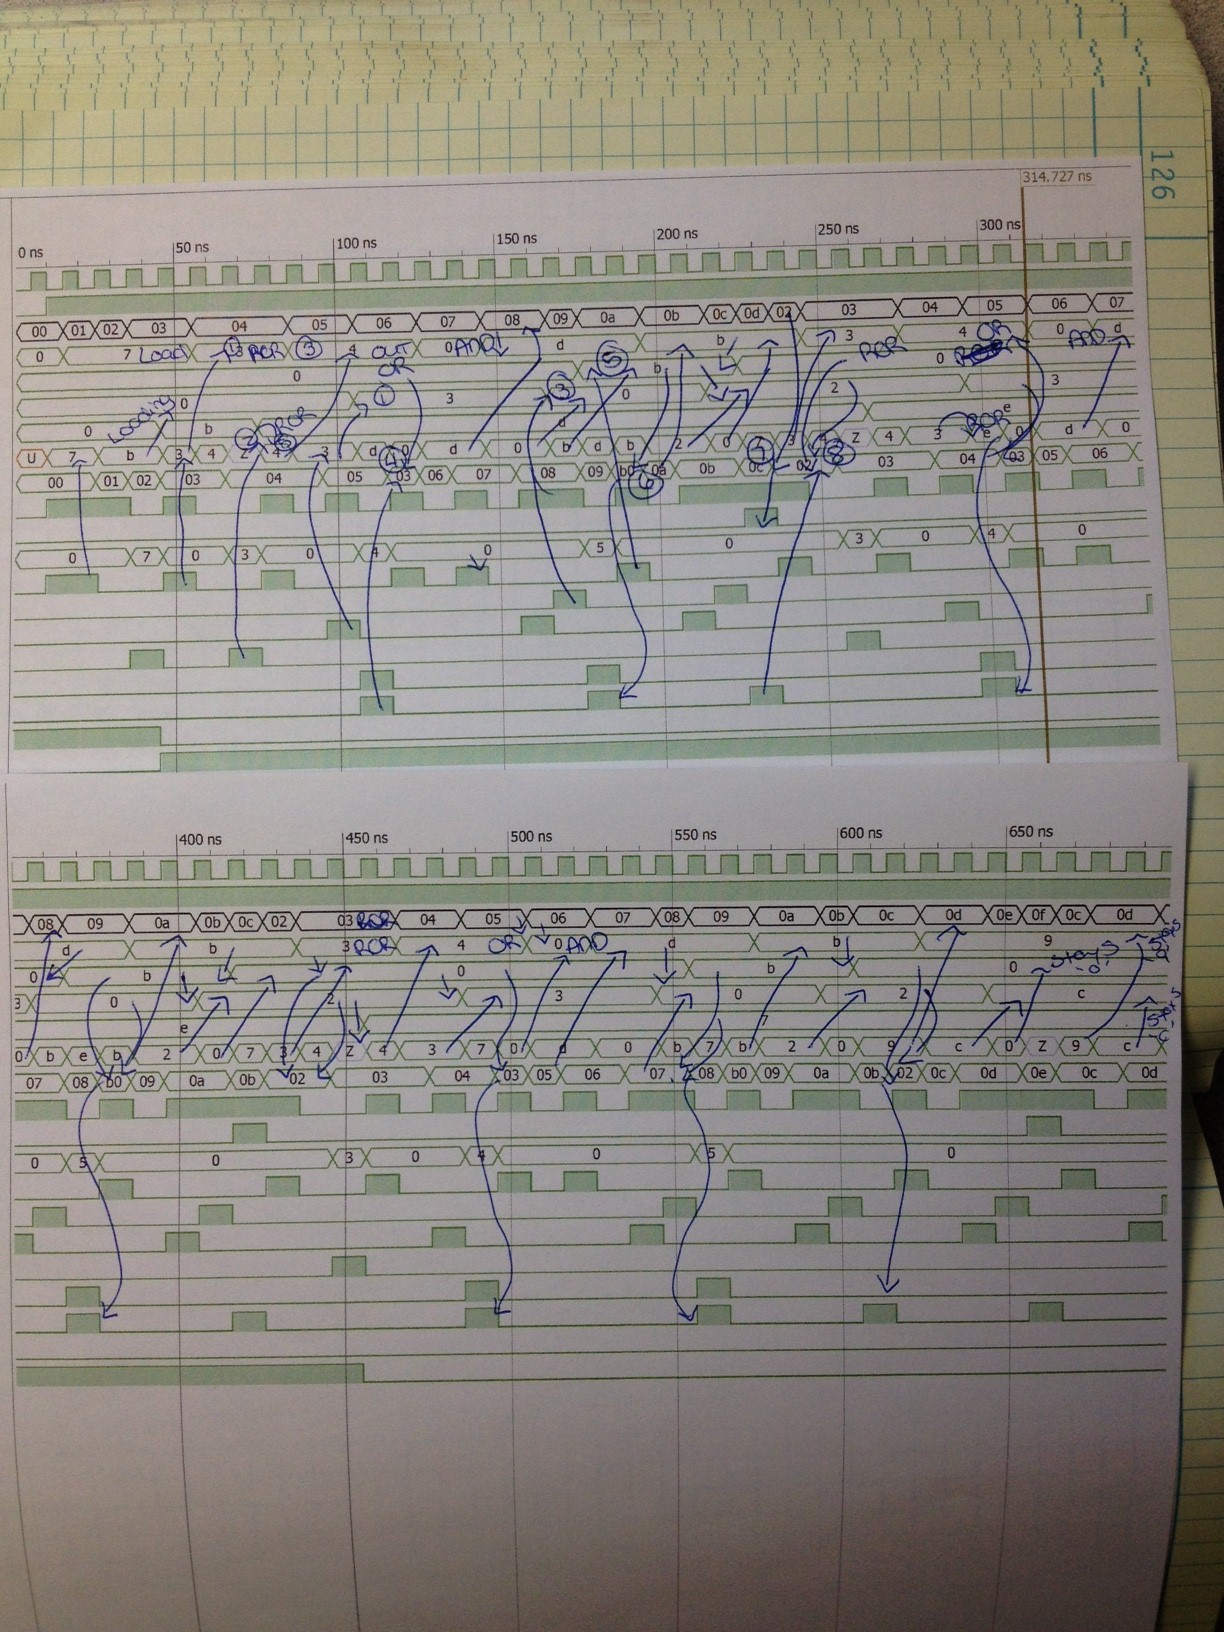 126
314.727 ns
0 ns 50 ns 100 ns 150 ns 200 ns 250 ns 300 ns
00 01 02 03 04 05 06 07 08 09 0a 0b 0c 0d 02 03 04 05 06 07
0 7 Load ROR 3 4 OUT 0 AND d b 3 4 OR 0 AND d
0 OR 5 b ROR 0
0 1 3 3 0 2 3
0 Loading b 2 ROR d ROR e
U 7 b 3 4 Z 4 3 d 4 0 d 0 b d b 2 0 7 3 4 8 Z 4 3 e 0 d 0
00 01 02 03 04 05 03 06 07 08 09 b0 0a 0b 0c 02 03 04 03 05 06
6
0 7 0 3 0 4 0 5 0 3 0 4 0
400 ns 450 ns 500 ns 550 ns 600 ns 650 ns
08 09 0a 0b 0c 02 03 ROR 04 05 06 07 08 09 0a 0b 0c 0d 0e 0f 0c 0d
d b 3 ROR 4 OR 0 AND d b 9
0 b 0 b 0 stays 0
3 0 2 3 0 2 c stays
e 7
0 b e b 2 0 7 3 4 Z 4 3 7 0 d 0 b 7 b 2 0 9 c 0 Z 9 c
07 08 b0 09 0a 0b 02 03 04 03 05 06 07 08 b0 09 0a 0b 02 0c 0d 0e 0c 0d
0 5 0 3 0 4 0 5 0